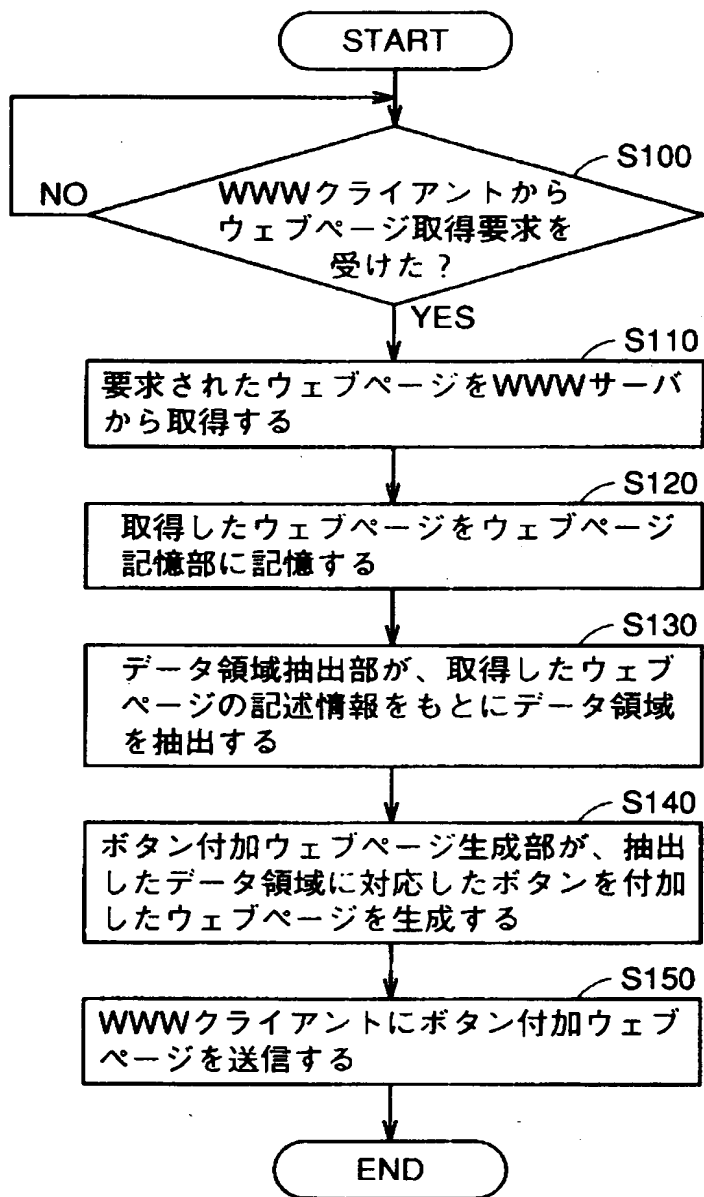 START
S100
NO
WWWクライアントから
ウェブページ取得要求を
受けた？
YES
S110
要求されたウェブページをWWWサーバ
から取得する
S120
取得したウェブページをウェブページ
記憶部に記憶する
S130
データ領域抽出部が、取得したウェブ
ページの記述情報をもとにデータ領域
を抽出する
S140
ボタン付加ウェブページ生成部が、抽出
したデータ領域に対応したボタンを付加
したウェブページを生成する
S150
WWWクライアントにボタン付加ウェブ
ページを送信する
END